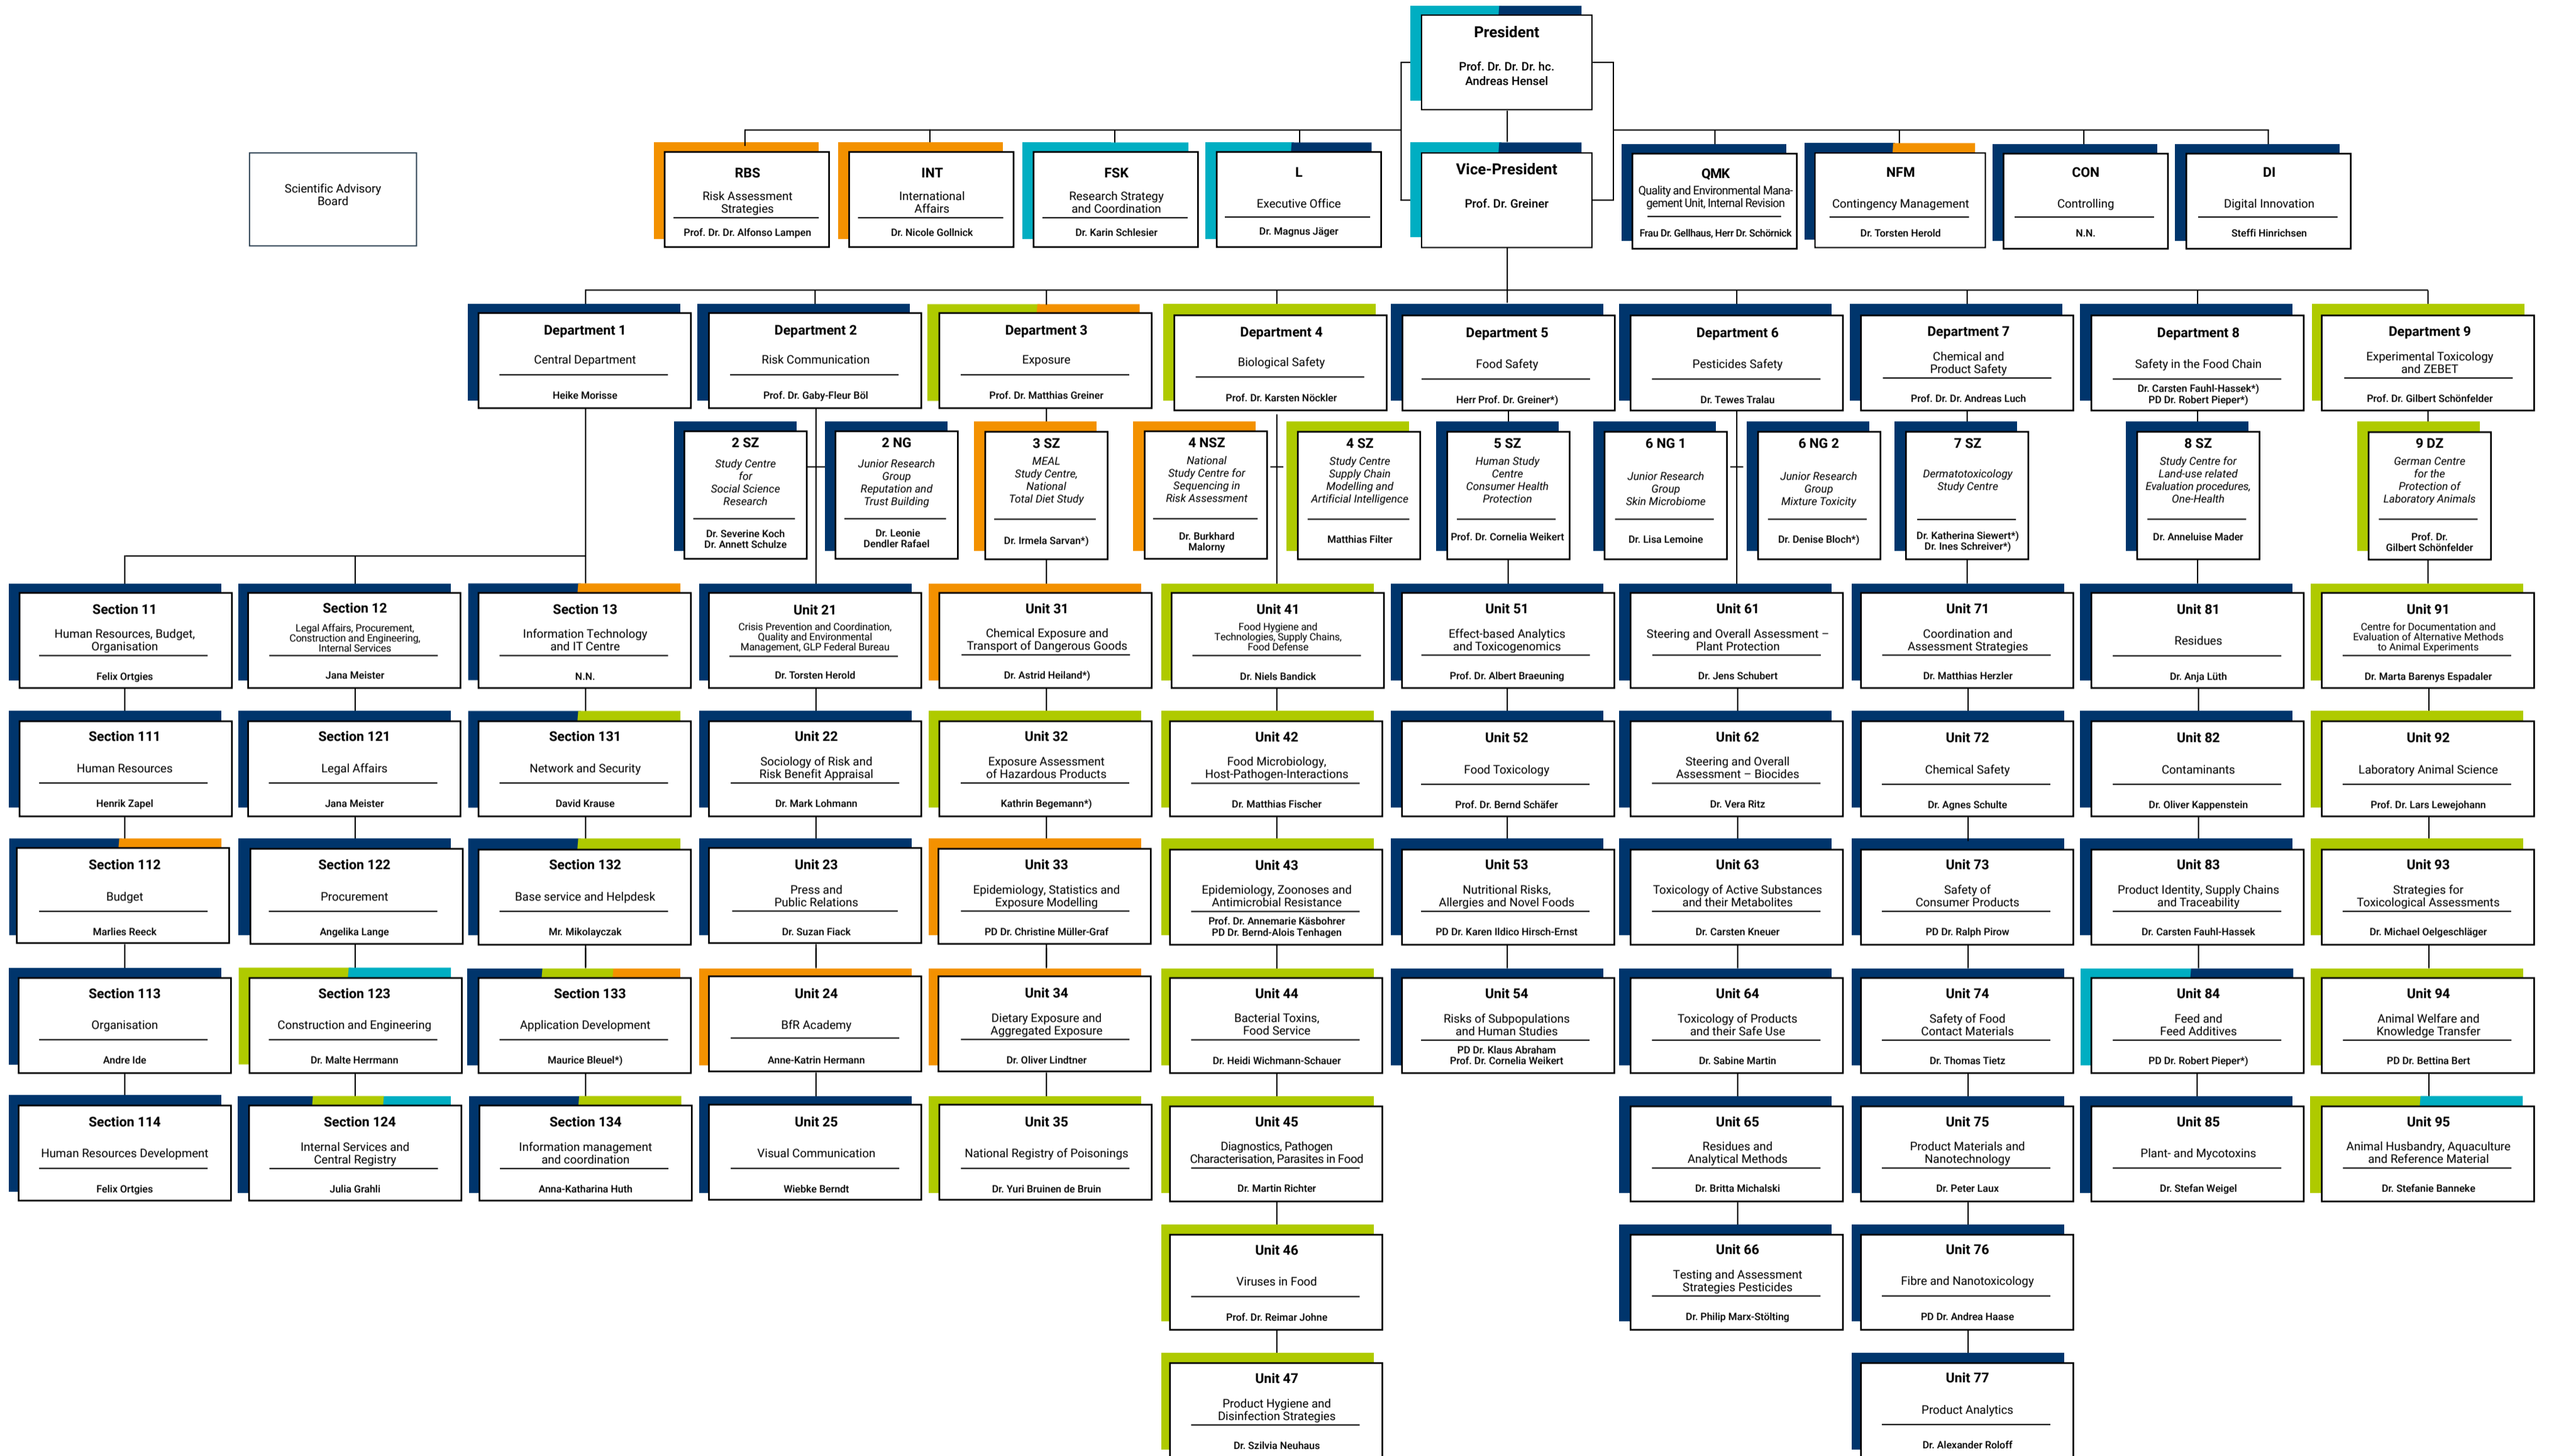 President
Prof. Dr. Dr. Dr. hc.
Andreas Hensel
Scientific Advisory
Board
RBS
Risk Assessment
Strategies
Prof. Dr. Dr. Alfonso Lampen
INT
International
Affairs
Dr. Nicole Gollnick
FSK
Research Strategy
and Coordination
Dr. Karin Schlesier
L
Executive Office
Dr. Magnus Jäger
Vice-President
Prof. Dr. Greiner
QMK
Quality and Environmental Mana-
gement Unit, Internal Revision
Frau Dr. Gellhaus, Herr Dr. Schörnick
NFM
Contingency Management
Dr. Torsten Herold
CON
Controlling
N.N.
DI
Digital Innovation
Steffi Hinrichsen
Department 1
Central Department
Heike Morisse
Department 2
Risk Communication
Prof. Dr. Gaby-Fleur Böl
Department 3
Exposure
Prof. Dr. Matthias Greiner
Department 4
Biological Safety
Prof. Dr. Karsten Nöckler
Department 5
Food Safety
Herr Prof. Dr. Greiner*)
Department 6
Pesticides Safety
Dr. Tewes Tralau
Department 7
Chemical and
Product Safety
Prof. Dr. Dr. Andreas Luch
Department 8
Safety in the Food Chain
Dr. Carsten Fauhl-Hassek*)
PD Dr. Robert Pieper*)
Department 9
Experimental Toxicology
and ZEBET
Prof. Dr. Gilbert Schönfelder
2 SZ
Study Centre
for
Social Science
Research
Dr. Severine Koch
Dr. Annett Schulze
2 NG
Junior Research
Group
Reputation and
Trust Building
Dr. Leonie
Dendler Rafael
3 SZ
MEAL
Study Centre,
National
Total Diet Study
Dr. Irmela Sarvan*)
4 NSZ
National
Study Centre for
Sequencing in
Risk Assessment
Dr. Burkhard
Malorny
4 SZ
Study Centre
Supply Chain
Modelling and
Artificial Intelligence
Matthias Filter
5 SZ
Human Study
Centre
Consumer Health
Protection
Prof. Dr. Cornelia Weikert
6 NG 1
Junior Research
Group
Skin Microbiome
Dr. Lisa Lemoine
6 NG 2
Junior Research
Group
Mixture Toxicity
Dr. Denise Bloch*)
7 SZ
Dermatotoxicology
Study Centre
Dr. Katherina Siewert*)
Dr. Ines Schreiver*)
8 SZ
Study Centre for
Land-use related
Evaluation procedures,
One-Health
Dr. Anneluise Mader
9 DZ
German Centre
for the
Protection of
Laboratory Animals
Prof. Dr.
Gilbert Schönfelder
Section 11
Human Resources, Budget,
Organisation
Felix Ortgies
Section 12
Legal Affairs, Procurement,
Construction and Engineering,
Internal Services
Jana Meister
Section 13
Information Technology
and IT Centre
N.N.
Unit 21
Crisis Prevention and Coordination,
Quality and Environmental
Management, GLP Federal Bureau
Dr. Torsten Herold
Unit 31
Chemical Exposure and
Transport of Dangerous Goods
Dr. Astrid Heiland*)
Unit 41
Food Hygiene and
Technologies, Supply Chains,
Food Defense
Dr. Niels Bandick
Unit 51
Effect-based Analytics
and Toxicogenomics
Prof. Dr. Albert Braeuning
Unit 61
Steering and Overall Assessment –
Plant Protection
Dr. Jens Schubert
Unit 71
Coordination and
Assessment Strategies
Dr. Matthias Herzler
Unit 81
Residues
Dr. Anja Lüth
Unit 91
Centre for Documentation and
Evaluation of Alternative Methods
to Animal Experiments
Dr. Marta Barenys Espadaler
Section 111
Human Resources
Henrik Zapel
Section 121
Legal Affairs
Jana Meister
Section 131
Network and Security
David Krause
Unit 22
Sociology of Risk and
Risk Benefit Appraisal
Dr. Mark Lohmann
Unit 32
Exposure Assessment
of Hazardous Products
Kathrin Begemann*)
Unit 42
Food Microbiology,
Host-Pathogen-Interactions
Dr. Matthias Fischer
Unit 52
Food Toxicology
Prof. Dr. Bernd Schäfer
Unit 62
Steering and Overall
Assessment – Biocides
Dr. Vera Ritz
Unit 72
Chemical Safety
Dr. Agnes Schulte
Unit 82
Contaminants
Dr. Oliver Kappenstein
Unit 92
Laboratory Animal Science
Prof. Dr. Lars Lewejohann
Section 112
Budget
Marlies Reeck
Section 122
Procurement
Angelika Lange
Section 132
Base service and Helpdesk
Mr. Mikolayczak
Unit 23
Press and
Public Relations
Dr. Suzan Fiack
Unit 33
Epidemiology, Statistics and
Exposure Modelling
PD Dr. Christine Müller-Graf
Unit 43
Epidemiology, Zoonoses and
Antimicrobial Resistance
Prof. Dr. Annemarie Käsbohrer
PD Dr. Bernd-Alois Tenhagen
Unit 53
Nutritional Risks,
Allergies and Novel Foods
PD Dr. Karen Ildico Hirsch-Ernst
Unit 63
Toxicology of Active Substances
and their Metabolites
Dr. Carsten Kneuer
Unit 73
Safety of
Consumer Products
PD Dr. Ralph Pirow
Unit 83
Product Identity, Supply Chains
and Traceability
Dr. Carsten Fauhl-Hassek
Unit 93
Strategies for
Toxicological Assessments
Dr. Michael Oelgeschläger
Section 113
Organisation
Andre Ide
Section 123
Construction and Engineering
Dr. Malte Herrmann
Section 133
Application Development
Maurice Bleuel*)
Unit 24
BfR Academy
Anne-Katrin Hermann
Unit 34
Dietary Exposure and
Aggregated Exposure
Dr. Oliver Lindtner
Unit 44
Bacterial Toxins,
Food Service
Dr. Heidi Wichmann-Schauer
Unit 54
Risks of Subpopulations
and Human Studies
PD Dr. Klaus Abraham
Prof. Dr. Cornelia Weikert
Unit 64
Toxicology of Products
and their Safe Use
Dr. Sabine Martin
Unit 74
Safety of Food
Contact Materials
Dr. Thomas Tietz
Unit 84
Feed and
Feed Additives
PD Dr. Robert Pieper*)
Unit 94
Animal Welfare and
Knowledge Transfer
PD Dr. Bettina Bert
Section 114
Human Resources Development
Felix Ortgies
Section 124
Internal Services and
Central Registry
Julia Grahli
Section 134
Information management
and coordination
Anna-Katharina Huth
Unit 25
Visual Communication
Wiebke Berndt
Unit 35
National Registry of Poisonings
Dr. Yuri Bruinen de Bruin
Unit 45
Diagnostics, Pathogen
Characterisation, Parasites in Food
Dr. Martin Richter
Unit 65
Residues and
Analytical Methods
Dr. Britta Michalski
Unit 75
Product Materials and
Nanotechnology
Dr. Peter Laux
Unit 85
Plant- and Mycotoxins
Dr. Stefan Weigel
Unit 95
Animal Husbandry, Aquaculture
and Reference Material
Dr. Stefanie Banneke
Unit 46
Viruses in Food
Prof. Dr. Reimar Johne
Unit 66
Testing and Assessment
Strategies Pesticides
Dr. Philip Marx-Stölting
Unit 76
Fibre and Nanotoxicology
PD Dr. Andrea Haase
Unit 47
Product Hygiene and
Disinfection Strategies
Dr. Szilvia Neuhaus
Unit 77
Product Analytics
Dr. Alexander Roloff